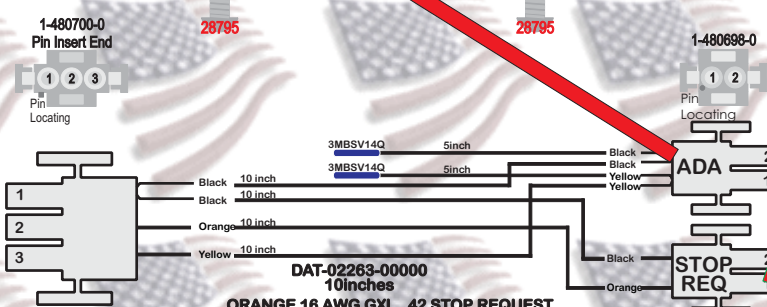 28795
28795
1-480700-0
Pin Insert End
1 2 3
Pin
Locating
1-480698-0
1 2
Pin
Locating
3MBSV14Q 5inch Black
Black
3MBSV14Q 5inch Yellow
Yellow
ADA
1
2
3
Black 10 inch
Black 10 inch
Orange 10 inch
Yellow 10 inch
Black
Orange
STOP
REQ
DAT-02263-00000
10inches
ORANGE 16 AWG GXL 42 STOP REQUEST